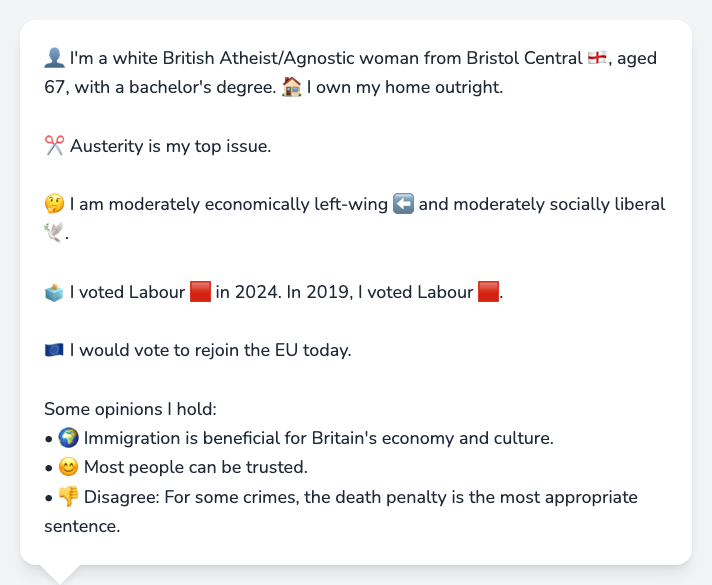 👤 I'm a white British Atheist/Agnostic woman from Bristol Central 🏴󠁧󠁢󠁥󠁮󠁧󠁿, aged
67, with a bachelor's degree. 🏠 I own my home outright.
✂️ Austerity is my top issue.
🤔 I am moderately economically left-wing ⬅️ and moderately socially liberal
🕊️.
🗳️ I voted Labour 🟥 in 2024. In 2019, I voted Labour 🟥.
🇪🇺 I would vote to rejoin the EU today.
Some opinions I hold:
• 🌍 Immigration is beneficial for Britain's economy and culture.
• 😊 Most people can be trusted.
• 👎 Disagree: For some crimes, the death penalty is the most appropriate
sentence.